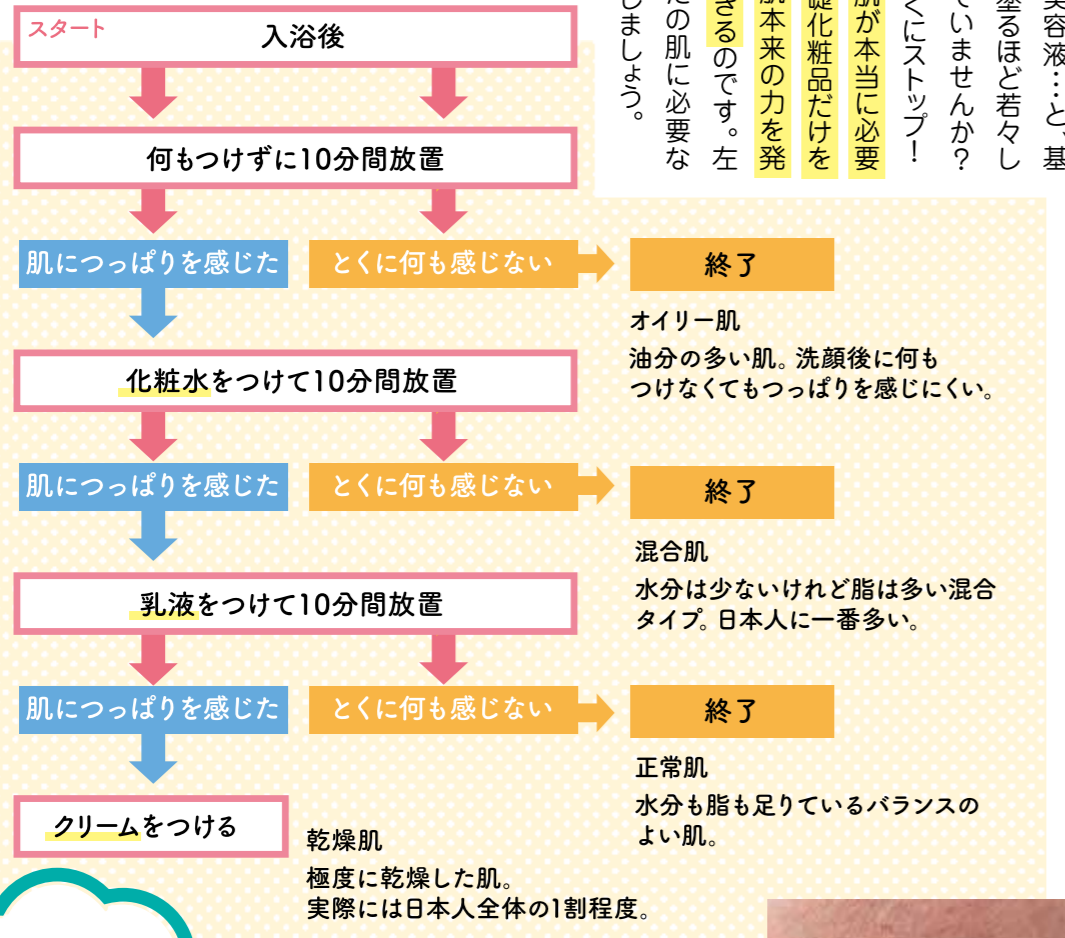 美容液…と、基
塗るほど若々し
ていませんか?
くにストップ!
肌が本当に必要
礎化粧品だけを
肌本来の力を発
きるのです。左
たの肌に必要な
しましょう。
スタート
入浴後
何もつけずに10分間放置
肌につっぱりを感じた
とくに何も感じない
終了
オイリー肌
油分の多い肌。洗顔後に何も
つけなくてもつっぱりを感じにくい。
化粧水をつけて10分間放置
肌につっぱりを感じた
とくに何も感じない
終了
混合肌
水分は少ないけれど脂は多い混合
タイプ。日本人に一番多い。
乳液をつけて10分間放置
肌につっぱりを感じた
とくに何も感じない
終了
正常肌
水分も脂も足りているバランスの
よい肌。
クリームをつける
乾燥肌
極度に乾燥した肌。
実際には日本人全体の1割程度。